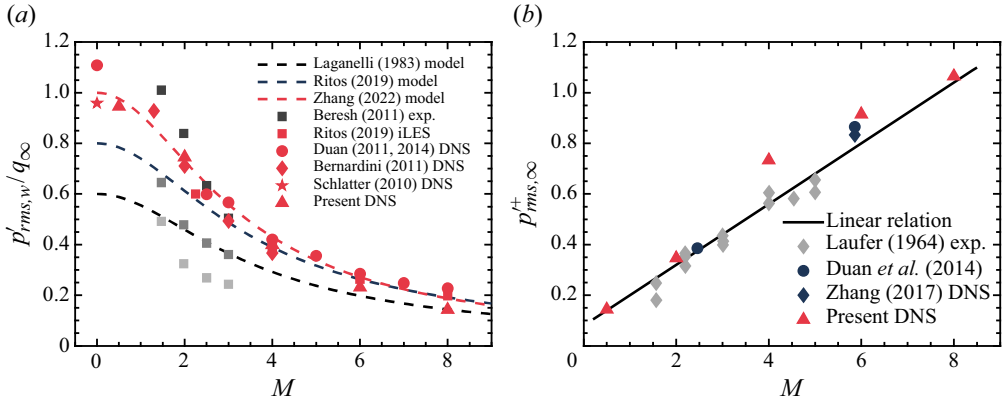 (a)
1.2
1.0
0.8
0.6
0.4
0.2
0
0 2 4 6 8
p′rms,w/q∞
M
Laganelli (1983) model
Ritos (2019) model
Zhang (2022) model
Beresh (2011) exp.
Ritos (2019) iLES
Duan (2011, 2014) DNS
Bernardini (2011) DNS
Schlatter (2010) DNS
Present DNS
(b)
1.2
1.0
0.8
0.6
0.4
0.2
0
0 2 4 6 8
p′+rms,∞
M
Linear relation
Laufer (1964) exp.
Duan et al. (2014)
Zhang (2017) DNS
Present DNS